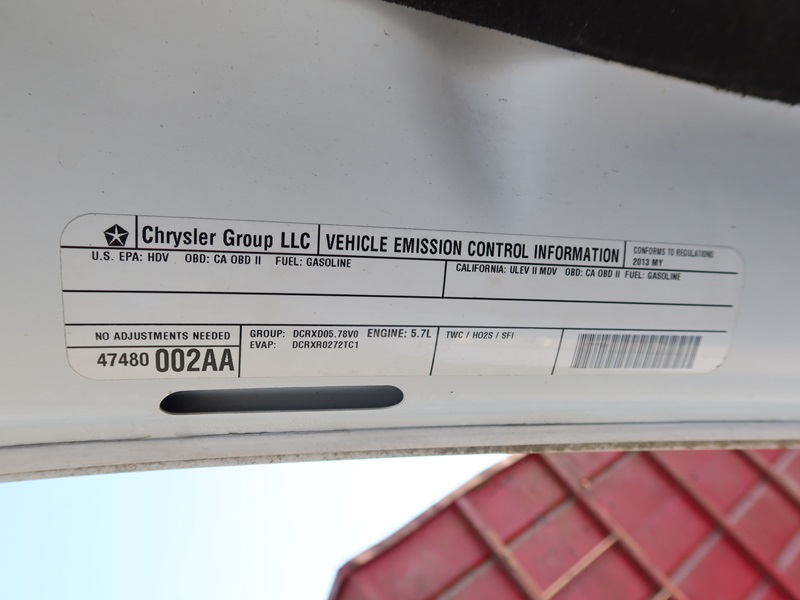 Chrysler Group LLC
VEHICLE EMISSION CONTROL INFORMATION
CONFORMS TO REGULATIONS:
2013 MY
U.S. EPA: HDV OBD: CA OBD II FUEL: GASOLINE
CALIFORNIA: ULEV II MDV OBD: CA OBD II FUEL: GASOLINE
NO ADJUSTMENTS NEEDED
47480 002AA
GROUP: DCRXD05.78V0 ENGINE: 5.7L
EVAP: DCRXR0272TC1
TWC / HO2S / SFI